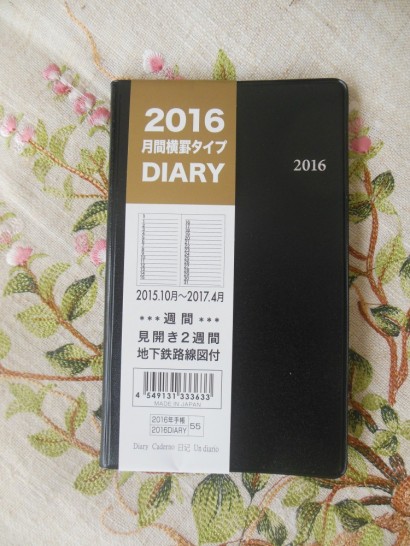 2016
月間横罫タイプ
DIARY
2016
2015.10月〜2017.4月
*** 週間 ***
見開き2週間
地下鉄路線図付
4 549131 333633
MADE IN JAPAN
2016年手帳
2016DIARY
55
Diary Cuaderno 日记 Un diario